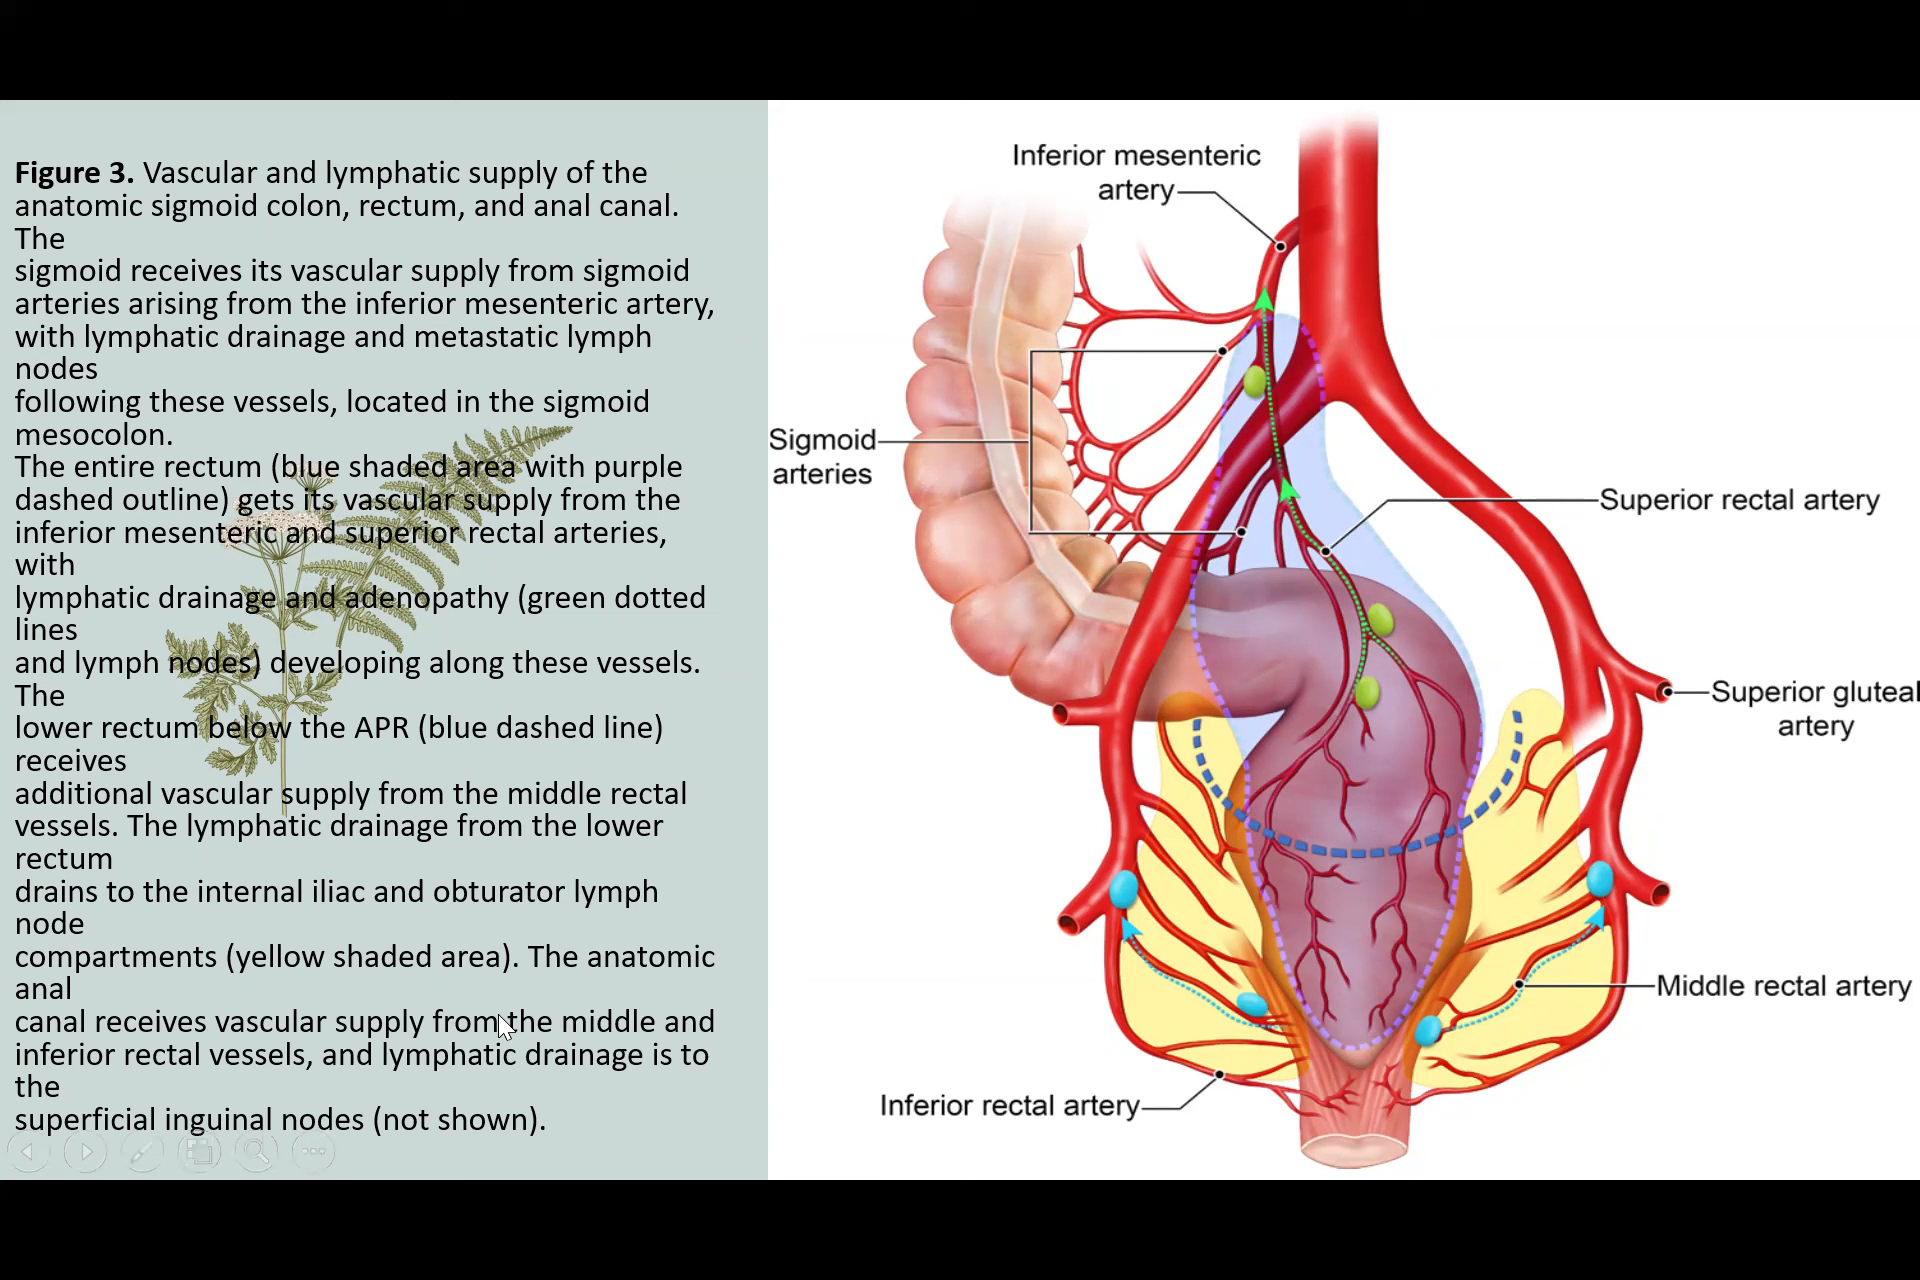 Figure 3. Vascular and lymphatic supply of the
anatomic sigmoid colon, rectum, and anal canal.
The
sigmoid receives its vascular supply from sigmoid
arteries arising from the inferior mesenteric artery,
with lymphatic drainage and metastatic lymph
nodes
following these vessels, located in the sigmoid
mesocolon.
The entire rectum (blue shaded area with purple
dashed outline) gets its vascular supply from the
inferior mesenteric and superior rectal arteries,
with
lymphatic drainage and adenopathy (green dotted
lines
and lymph nodes) developing along these vessels.
The
lower rectum below the APR (blue dashed line)
receives
additional vascular supply from the middle rectal
vessels. The lymphatic drainage from the lower
rectum
drains to the internal iliac and obturator lymph
node
compartments (yellow shaded area). The anatomic
anal
canal receives vascular supply from the middle and
inferior rectal vessels, and lymphatic drainage is to
the
superficial inguinal nodes (not shown).
Inferior mesenteric
artery
Sigmoid
arteries
Superior rectal artery
Superior gluteal
artery
Middle rectal artery
Inferior rectal artery